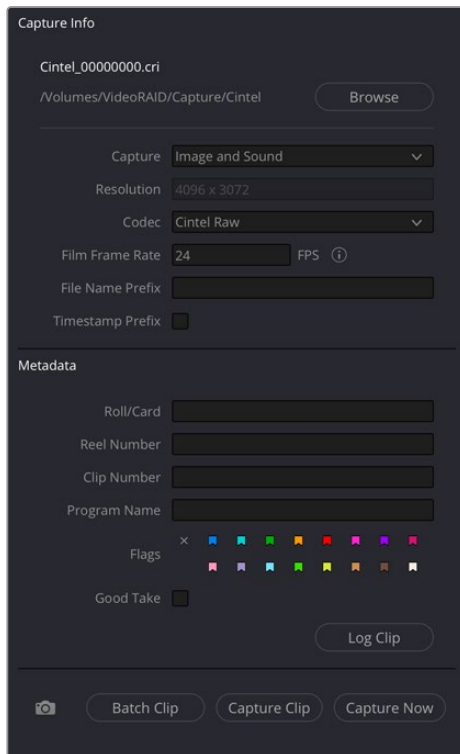 Capture Info
Cintel_00000000.cri
/Volumes/VideoRAID/Capture/Cintel
Browse
Capture Image and Sound
Resolution 4096 x 3072
Codec Cintel Raw
Film Frame Rate 24 FPS
File Name Prefix
Timestamp Prefix
Metadata
Roll/Card
Reel Number
Clip Number
Program Name
Flags
Good Take
Log Clip
Batch Clip Capture Clip Capture Now